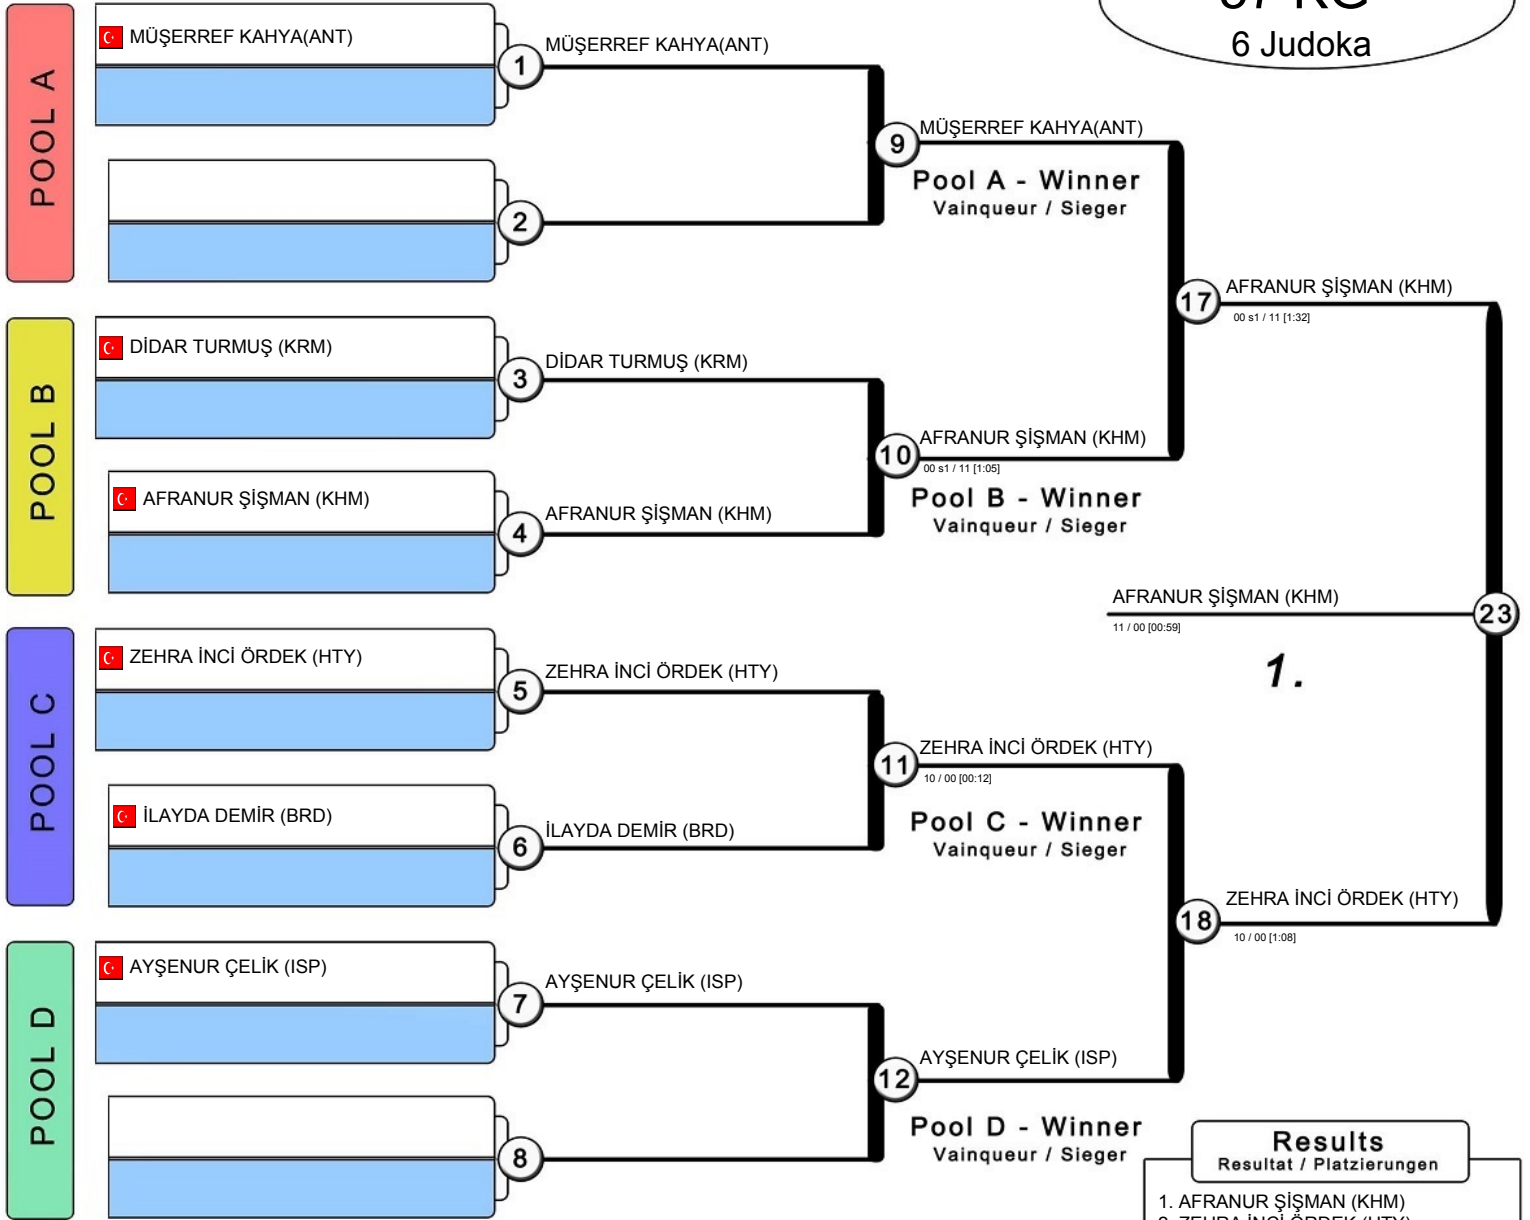 6 Judoka
POOL A
MÜŞERREF KAHYA(ANT)
1
MÜŞERREF KAHYA(ANT)
2
9
MÜŞERREF KAHYA(ANT)
Pool A - Winner
Vainqueur / Sieger
POOL B
DİDAR TURMUŞ (KRM)
3
DİDAR TURMUŞ (KRM)
AFRANUR ŞİŞMAN (KHM)
4
AFRANUR ŞİŞMAN (KHM)
10
AFRANUR ŞİŞMAN (KHM)
00 s1 / 11 [1:05]
Pool B - Winner
Vainqueur / Sieger
17
AFRANUR ŞİŞMAN (KHM)
00 s1 / 11 [1:32]
AFRANUR ŞİŞMAN (KHM)
23
11 / 00 [00:59]
1.
POOL C
ZEHRA İNCİ ÖRDEK (HTY)
5
ZEHRA İNCİ ÖRDEK (HTY)
İLAYDA DEMİR (BRD)
6
İLAYDA DEMİR (BRD)
11
ZEHRA İNCİ ÖRDEK (HTY)
10 / 00 [00:12]
Pool C - Winner
Vainqueur / Sieger
18
ZEHRA İNCİ ÖRDEK (HTY)
10 / 00 [1:08]
POOL D
AYŞENUR ÇELİK (ISP)
7
AYŞENUR ÇELİK (ISP)
8
12
AYŞENUR ÇELİK (ISP)
Pool D - Winner
Vainqueur / Sieger
Results
Resultat / Platzierungen
1. AFRANUR ŞİŞMAN (KHM)
2. ZEHRA İNCİ ÖRDEK (HTY)